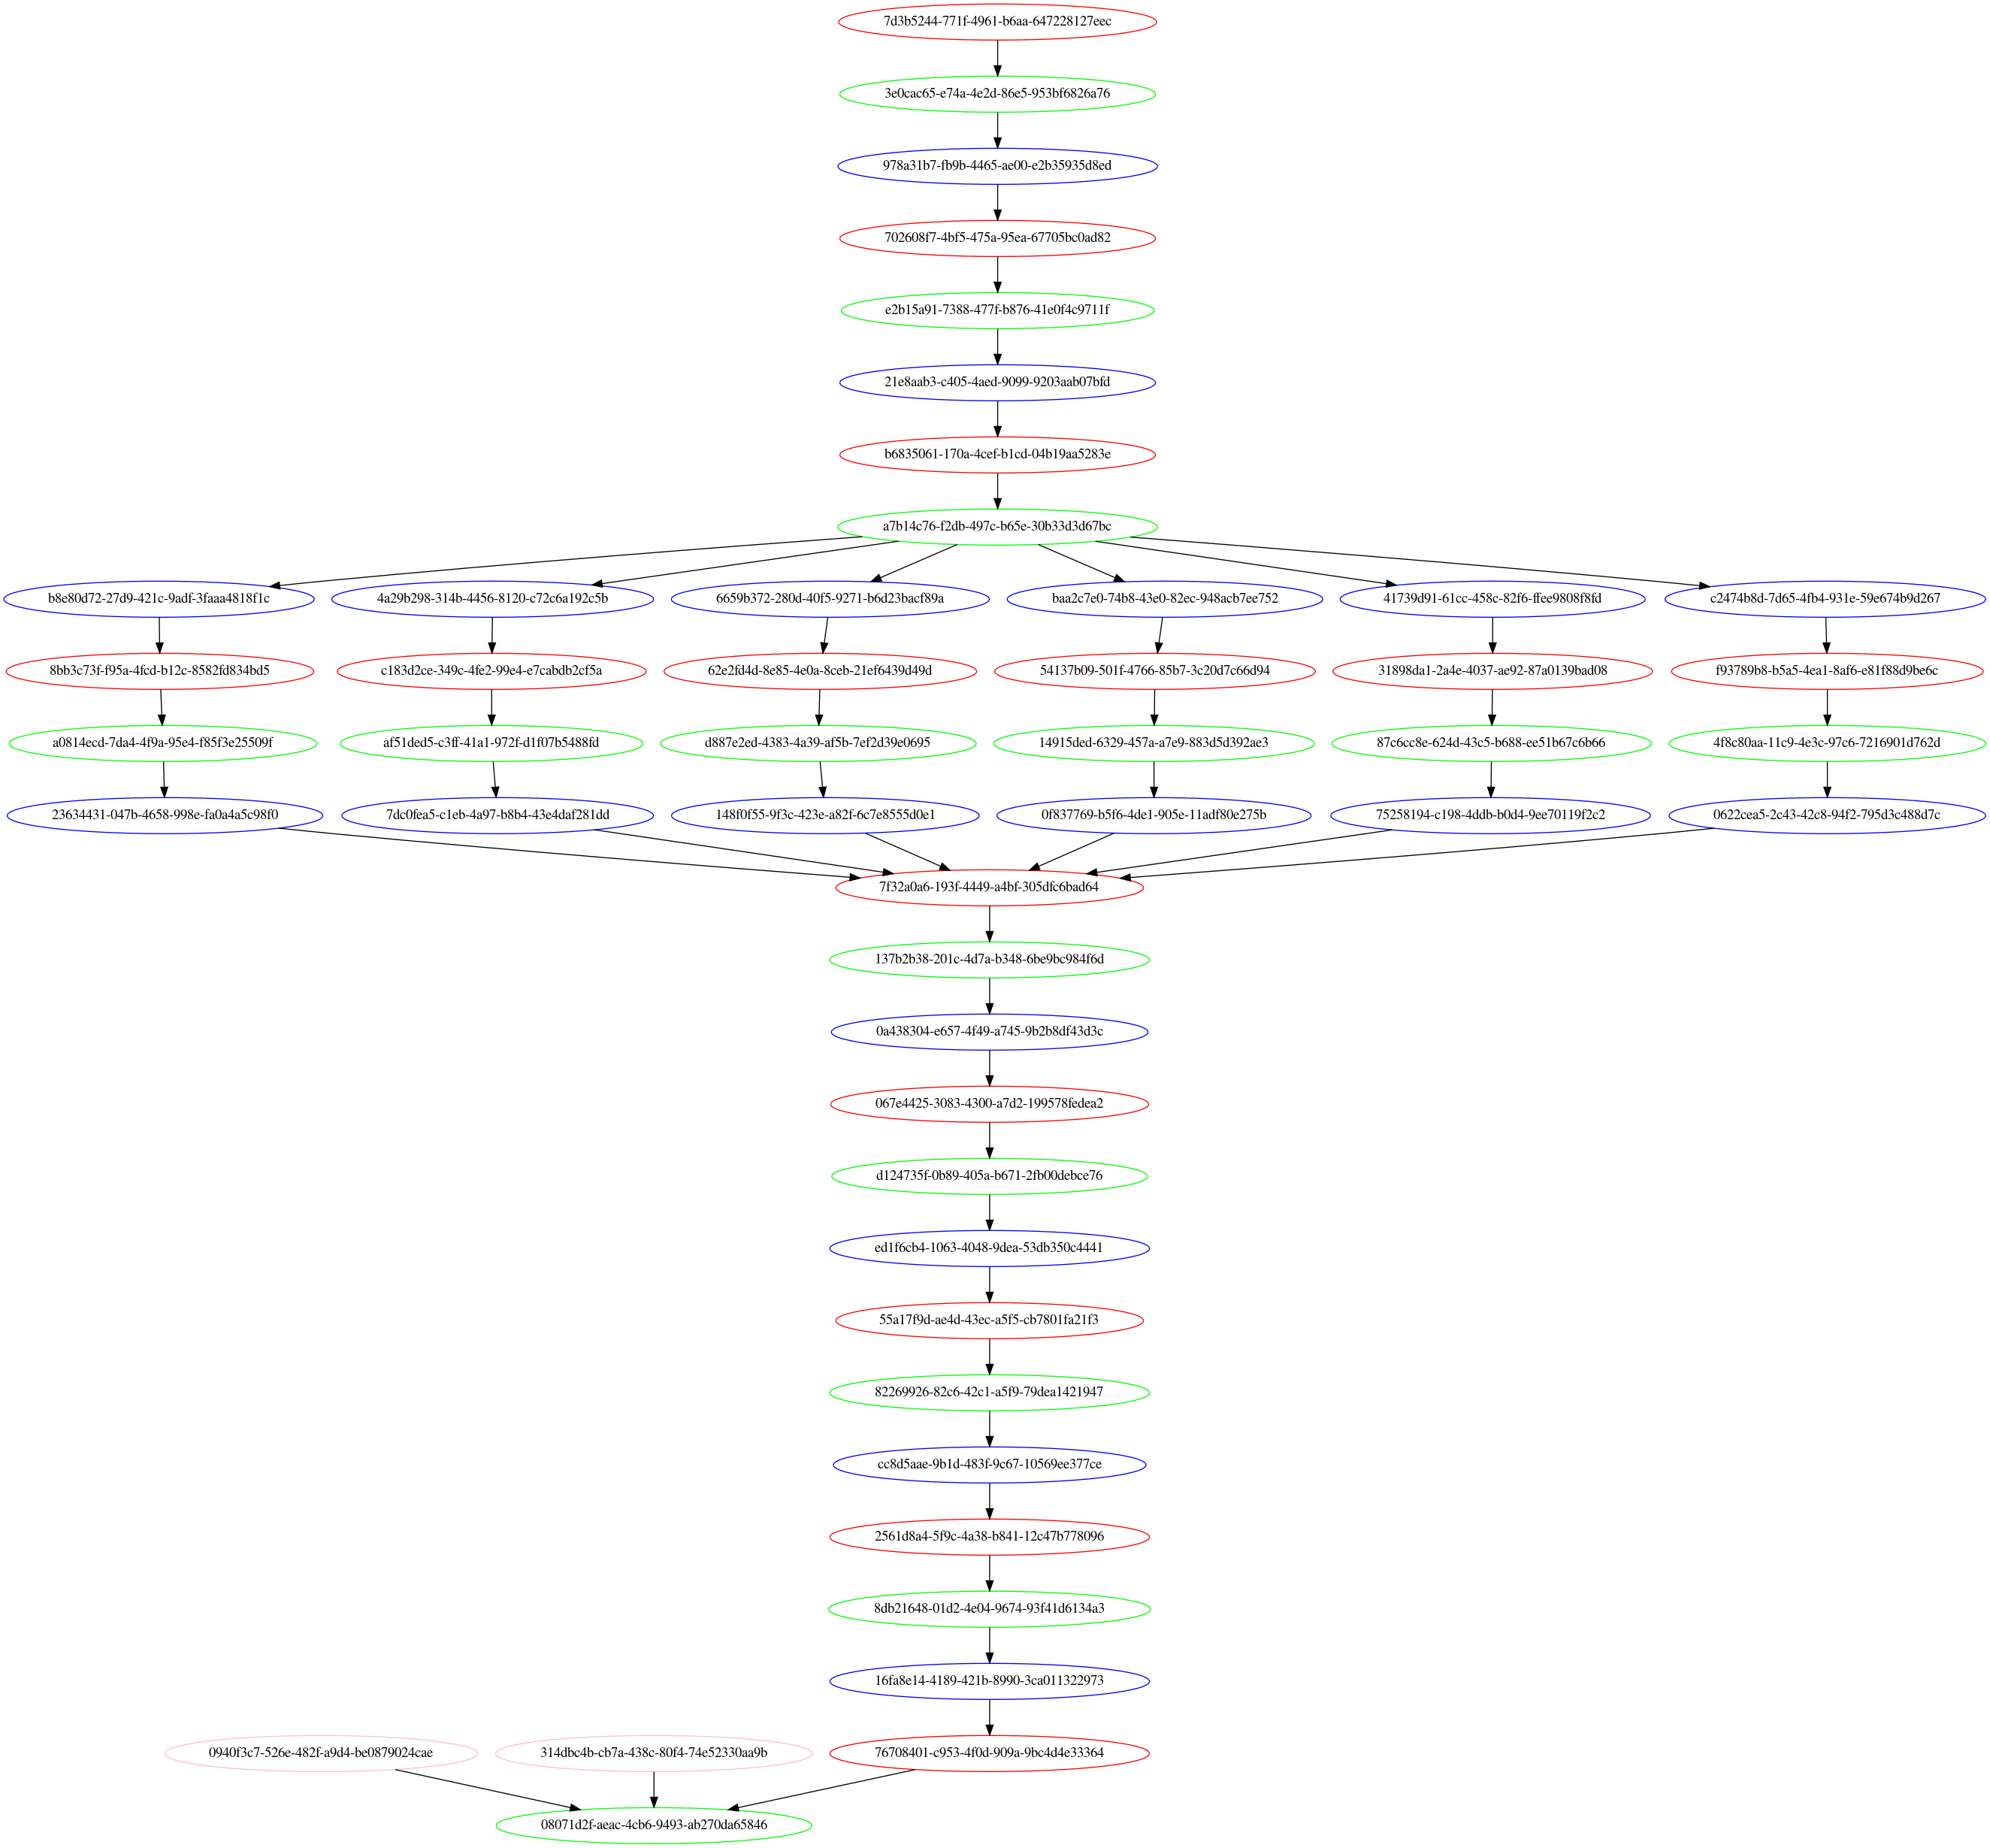 7d3b5244-771f-4961-b6aa-647228127eec
3e0cac65-e74a-4e2d-86e5-953bf6826a76
978a31b7-fb9b-4465-ae00-e2b35935d8ed
702608f7-4bf5-475a-95ea-67705bc0ad82
e2b15a91-7388-477f-b876-41e0f4c9711f
21e8aab3-c405-4aed-9099-9203aab07bfd
b6835061-170a-4cef-b1cd-04b19aa5283e
a7b14c76-f2db-497c-b65e-30b33d3d67bc
b8e80d72-27d9-421c-9adf-3faaa4818f1c
4a29b298-314b-4456-8120-c72c6a192c5b
6659b372-280d-40f5-9271-b6d23bacf89a
baa2c7e0-74b8-43e0-82ec-948acb7ee752
41739d91-61cc-458c-82f6-ffee9808f8fd
c2474b8d-7d65-4fb4-931e-59e674b9d267
8bb3c73f-f95a-4fcd-b12c-8582fd834bd5
c183d2ce-349c-4fe2-99e4-e7cabdb2cf5a
62e2fd4d-8e85-4e0a-8ceb-21ef6439d49d
54137b09-501f-4766-85b7-3c20d7c66d94
31898da1-2a4e-4037-ae92-87a0139bad08
f93789b8-b5a5-4ea1-8af6-e81f88d9be6c
a0814ecd-7da4-4f9a-95e4-f85f3e25509f
af51ded5-c3ff-41a1-972f-d1f07b5488fd
d887e2ed-4383-4a39-af5b-7ef2d39e0695
14915ded-6329-457a-a7e9-883d5d392ae3
87c6cc8e-624d-43c5-b688-ee51b67c6b66
4f8c80aa-11c9-4e3c-97c6-7216901d762d
23634431-047b-4658-998e-fa0a4a5c98f0
7dc0fea5-c1eb-4a97-b8b4-43e4daf281dd
148f0f55-9f3c-423e-a82f-6c7e8555d0e1
0f837769-b5f6-4de1-905e-11adf80e275b
75258194-c198-4ddb-b0d4-9ee70119f2c2
0622cea5-2c43-42c8-94f2-795d3c488d7c
7f32a0a6-193f-4449-a4bf-305dfc6bad64
137b2b38-201c-4d7a-b348-6be9bc984f6d
0a438304-e657-4f49-a745-9b2b8df43d3c
067e4425-3083-4300-a7d2-199578fedea2
d124735f-0b89-405a-b671-2fb00debce76
ed1f6cb4-1063-4048-9dea-53db350c4441
55a17f9d-ae4d-43ec-a5f5-cb7801fa21f3
82269926-82c6-42c1-a5f9-79dea1421947
cc8d5aae-9b1d-483f-9c67-10569ee377ce
2561d8a4-5f9c-4a38-b841-12c47b778096
8db21648-01d2-4e04-9674-93f41d6134a3
16fa8e14-4189-421b-8990-3ca011322973
0940f3c7-526e-482f-a9d4-be0879024cae
314dbc4b-cb7a-438c-80f4-74e52330aa9b
76708401-c953-4f0d-909a-9bc4d4e33364
08071d2f-aeac-4cb6-9493-ab270da65846